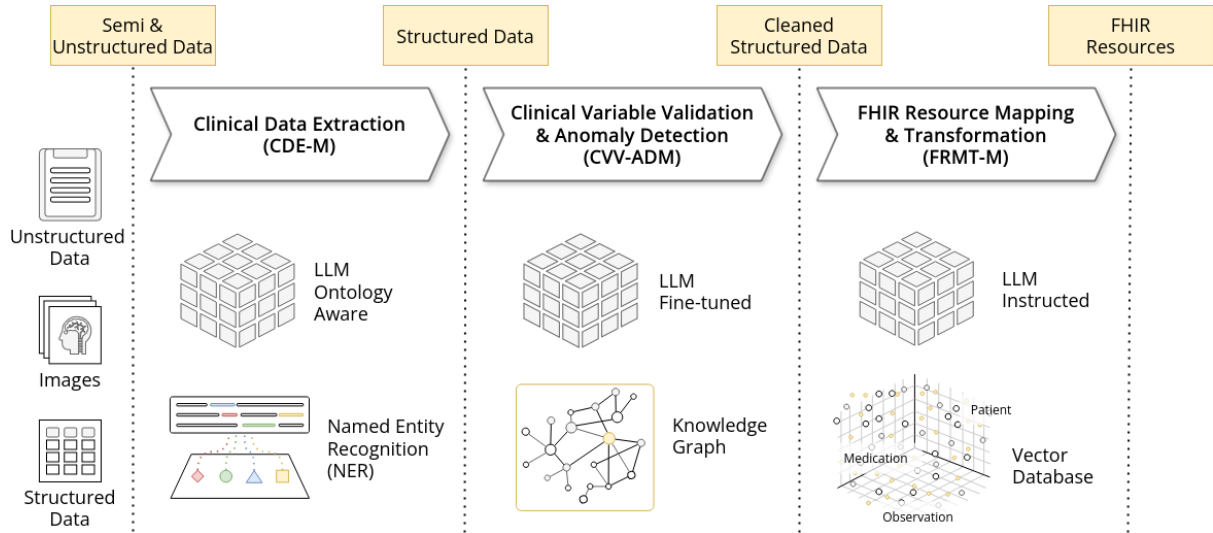 Semi &
Unstructured Data
Structured Data
Cleaned
Structured Data
FHIR
Resources
Clinical Data Extraction
(CDE-M)
Clinical Variable Validation
& Anomaly Detection
(CVV-ADM)
FHIR Resource Mapping
& Transformation
(FRMT-M)
Unstructured
Data
Images
Structured
Data
LLM
Ontology
Aware
LLM
Fine-tuned
LLM
Instructed
Named Entity
Recognition
(NER)
Knowledge
Graph
Patient
Medication
Observation
Vector
Database